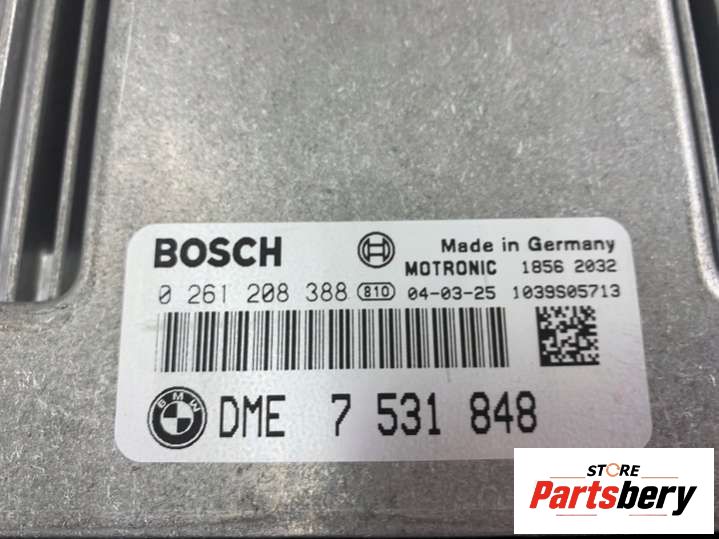 BOSCH
Made in Germany
MOTRONIC 1856 2032
0 261 208 388 810 04-03-25 1039S05713
BMW DME 7 531 848
STORE
Partsbery